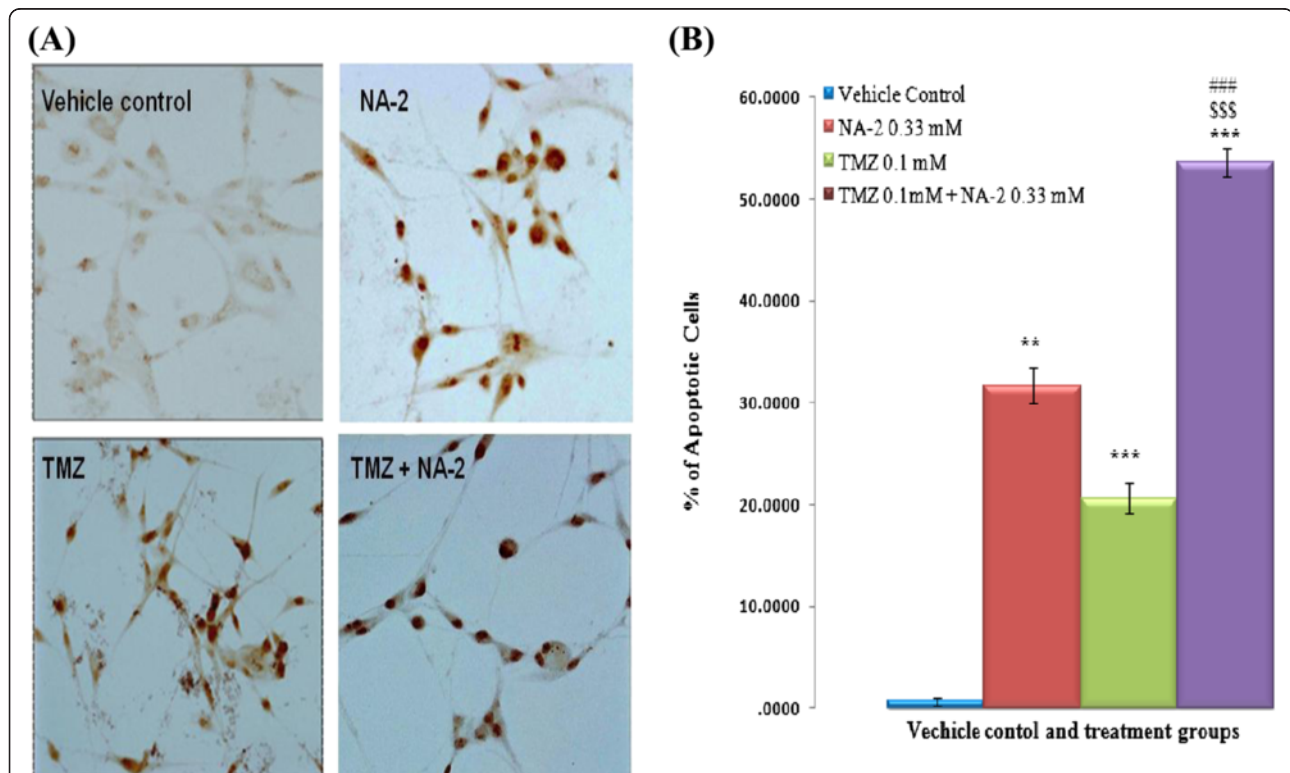 (A)
Vehicle control
NA-2
TMZ
TMZ + NA-2
(B)
% of Apoptotic Cells
60.0000
50.0000
40.0000
30.0000
20.0000
10.0000
.0000
Vehicle Control
NA-2 0.33 mM
TMZ 0.1 mM
TMZ 0.1mM + NA-2 0.33 mM
**
***
###
$$$
***
Vechicle contol and treatment groups